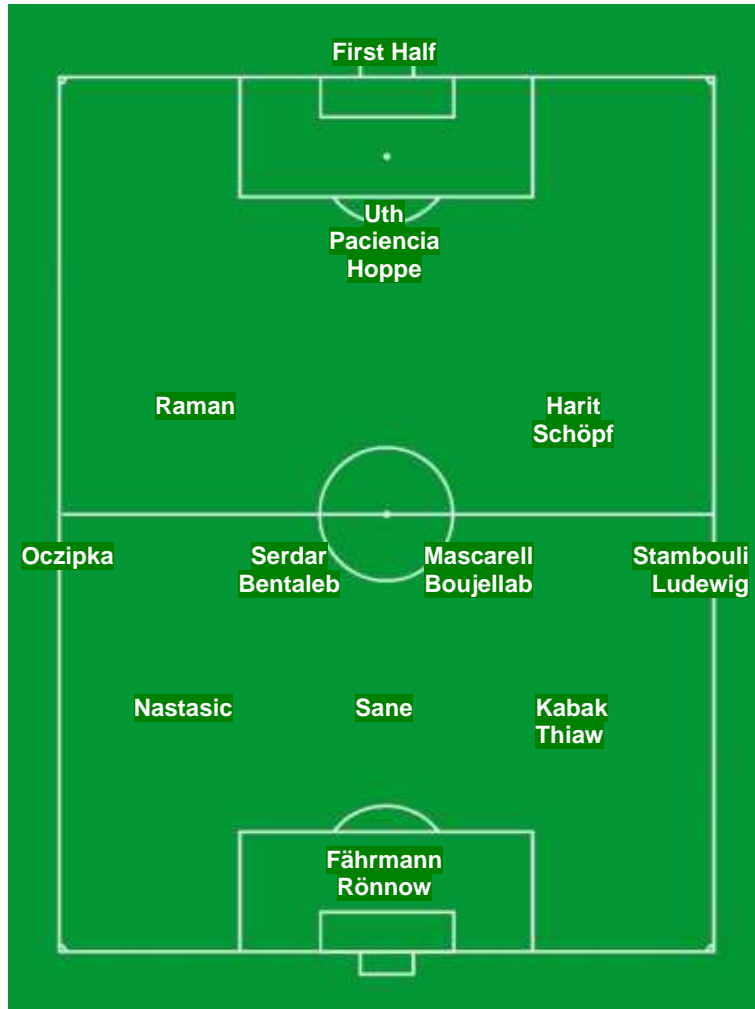 First Half
Uth
Paciencia
Hoppe
Raman
Harit
Schöpf
Oczipka
Serdar
Bentaleb
Mascarell
Boujellab
Stambouli
Ludewig
Nastasic
Sane
Kabak
Thiaw
Fährmann
Rönnow